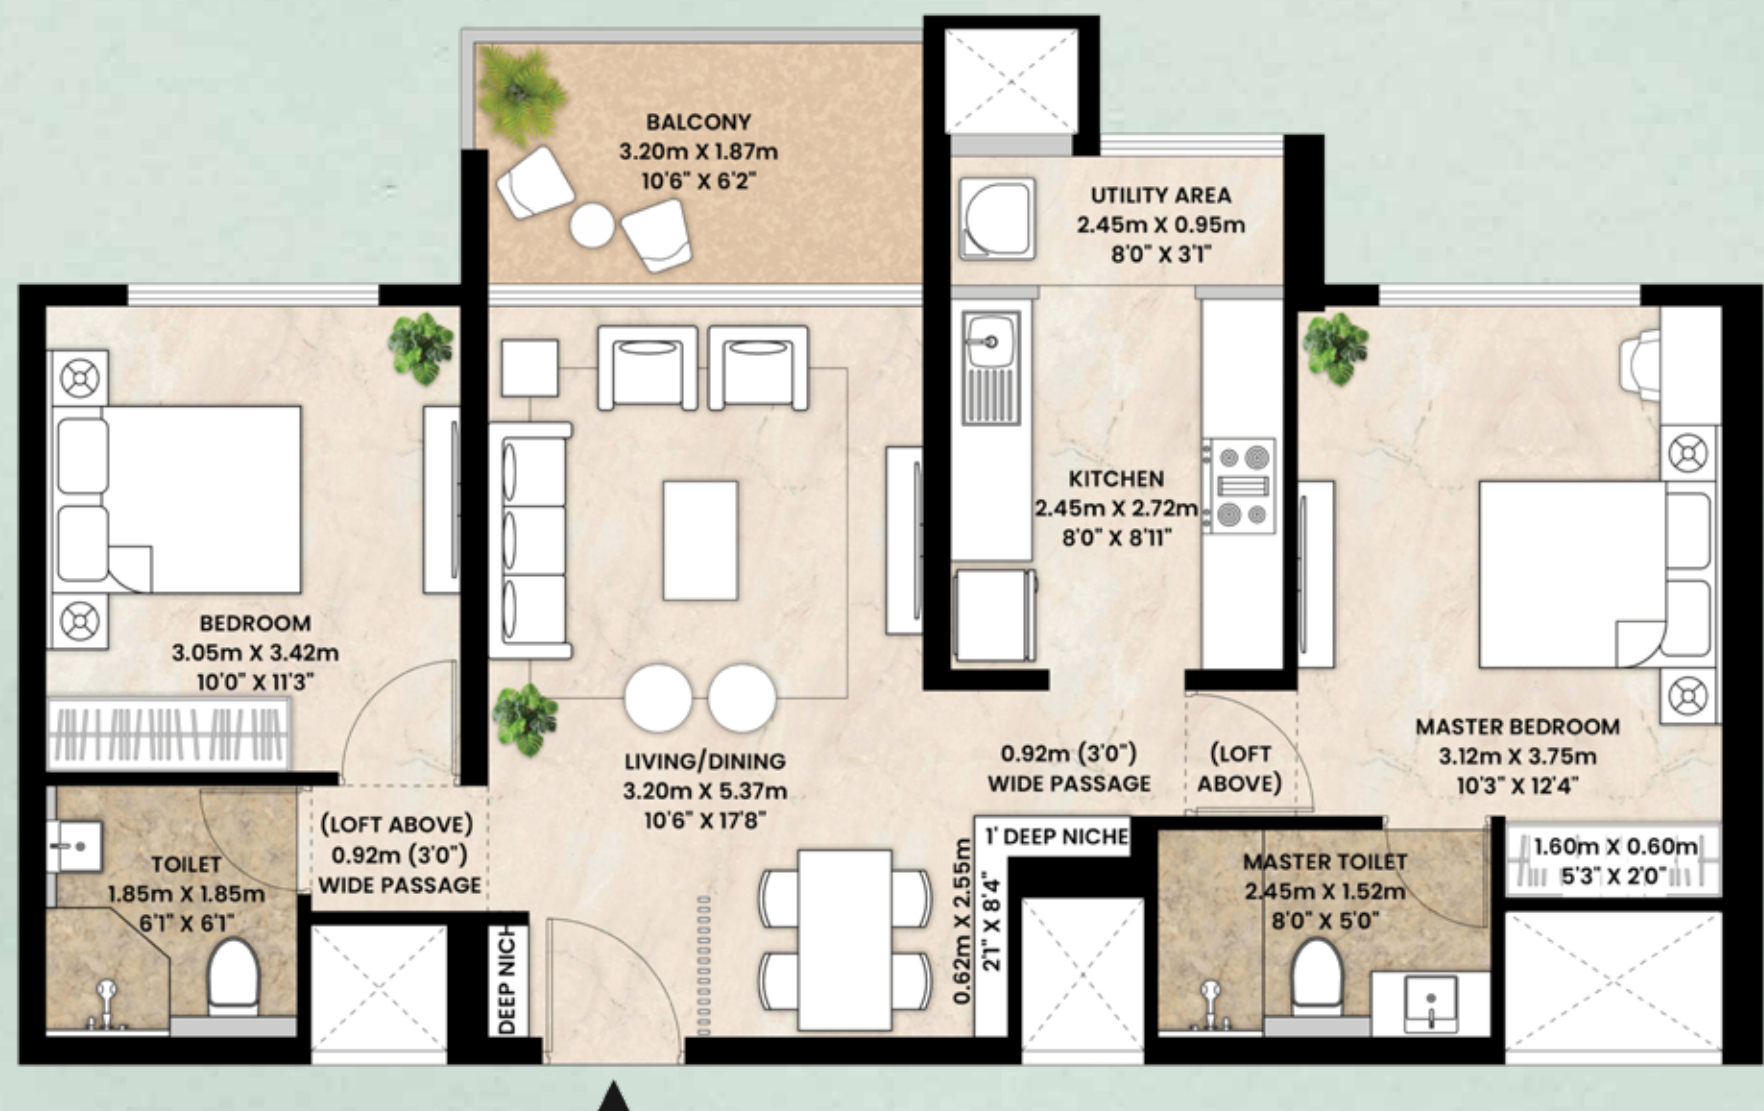 BALCONY
3.20m X 1.87m
10'6" X 6'2"
UTILITY AREA
2.45m X 0.95m
8'0" X 3'1"
KITCHEN
2.45m X 2.72m
8'0" X 8'11"
BEDROOM
3.05m X 3.42m
10'0" X 11'3"
LIVING/DINING
3.20m X 5.37m
10'6" X 17'8"
0.92m (3'0")
WIDE PASSAGE
(LOFT
ABOVE)
MASTER BEDROOM
3.12m X 3.75m
10'3" X 12'4"
(LOFT ABOVE)
0.92m (3'0")
WIDE PASSAGE
TOILET
1.85m X 1.85m
6'1" X 6'1"
DEEP NICH
1' DEEP NICHE
0.62m X 2.55m
2'1" X 8'4"
MASTER TOILET
2.45m X 1.52m
8'0" X 5'0"
1.60m X 0.60m
5'3" X 2'0"